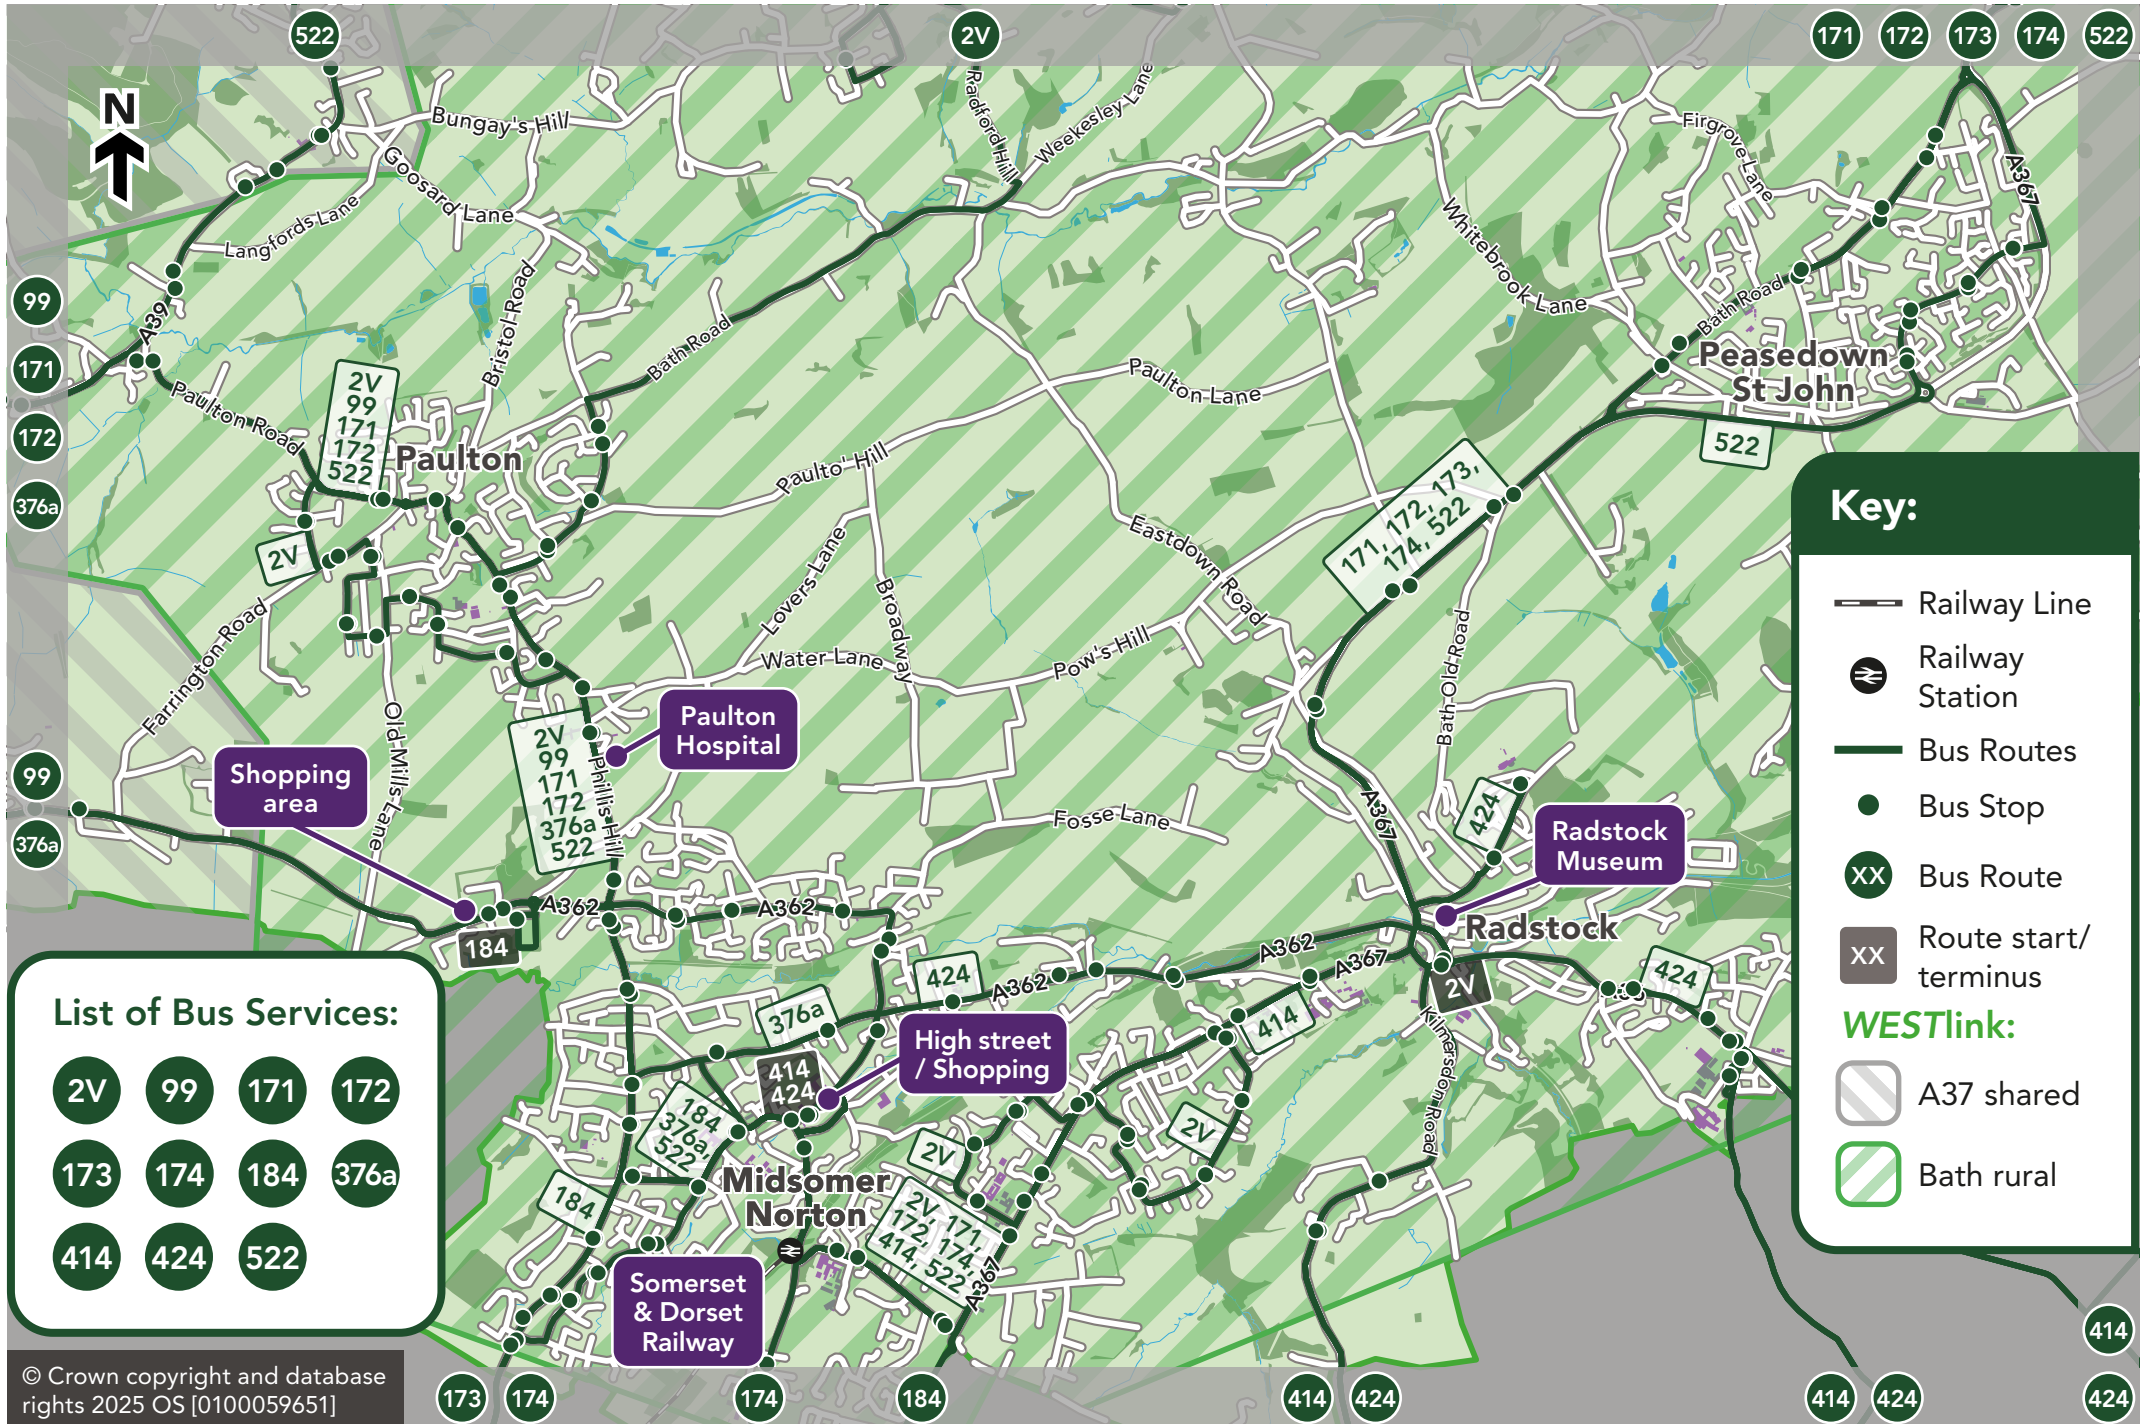 522
2V
171
172
173
174
522
N
Bungay's Hill
Goosard Lane
Langfords Lane
Radford Hill
Weekesley Lane
Firgrove Lane
A367
Whitebrook Lane
Bath Road
Peasedown
St John
522
99
171
172
376a
A39
Paulton Road
Bristol Road
Bath Road
2V
99
171
172
522
Paulton
2V
Paulton Lane
Paulto' Hill
Lovers Lane
Broadway
Eastdown Road
Water Lane
Pow's Hill
171, 172, 173,
174, 522
Bath Old Road
Farrington Road
Old Mills Lane
Paulton
Hospital
2V
99
171
172
376a
522
Phillis Hill
Shopping
area
99
376a
Fosse Lane
A367
424
Radstock
Museum
Radstock
184
A362
A362
A362
A362
A367
424
376a
414
2V
424
Kilmersdon Road
High street
/ Shopping
414
424
184
376a,
522
184
Midsomer
Norton
2V
2V
2V, 171,
172, 174,
414, 522
A367
Somerset
& Dorset
Railway
Key:
Railway Line
Railway
Station
Bus Routes
Bus Stop
XX
Bus Route
XX
Route start/
terminus
WESTlink:
A37 shared
Bath rural
List of Bus Services:
2V
99
171
172
173
174
184
376a
414
424
522
© Crown copyright and database
rights 2025 OS [0100059651]
173
174
174
184
414
424
414
424
414
424